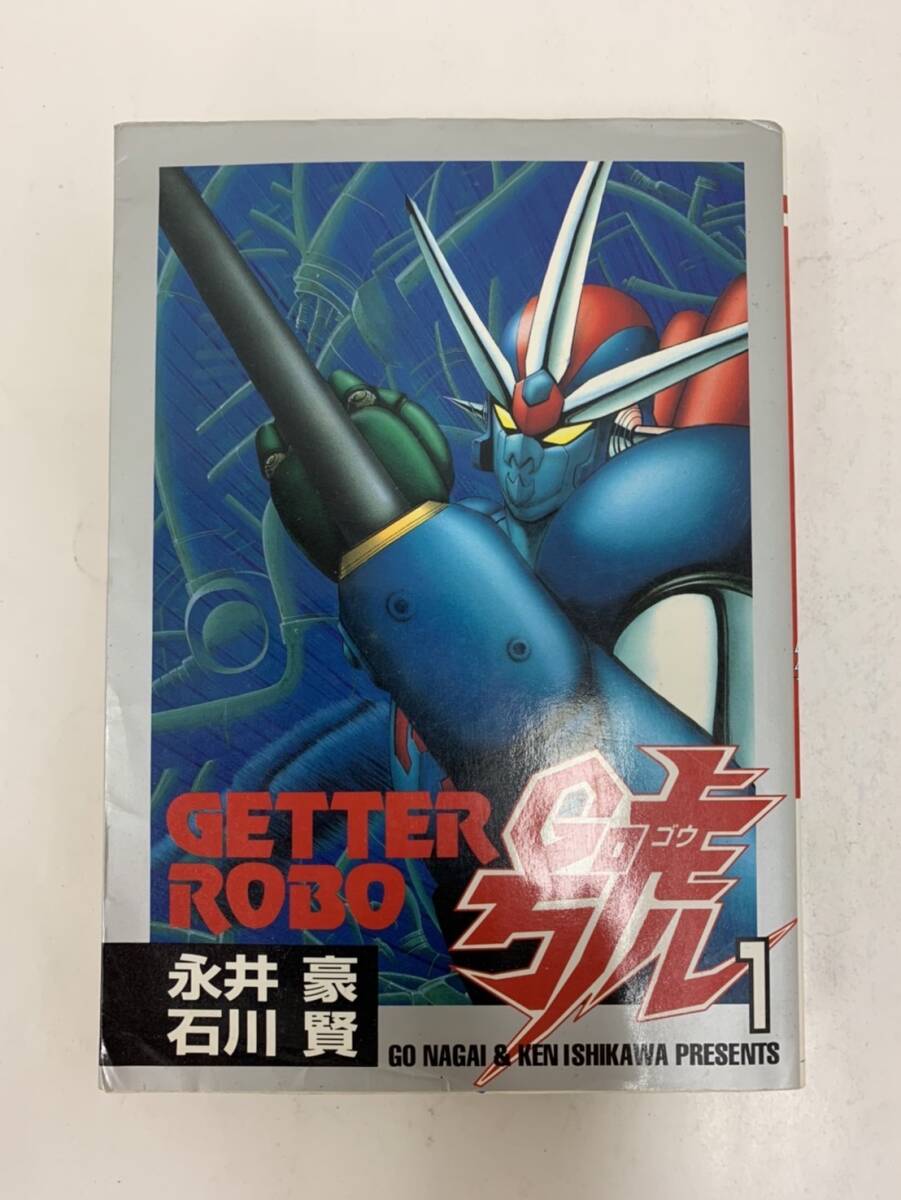 GETTER
ROBO
號
ゴウ
1
永井 豪
石川 賢
GO NAGAI & KEN ISHIKAWA PRESENTS